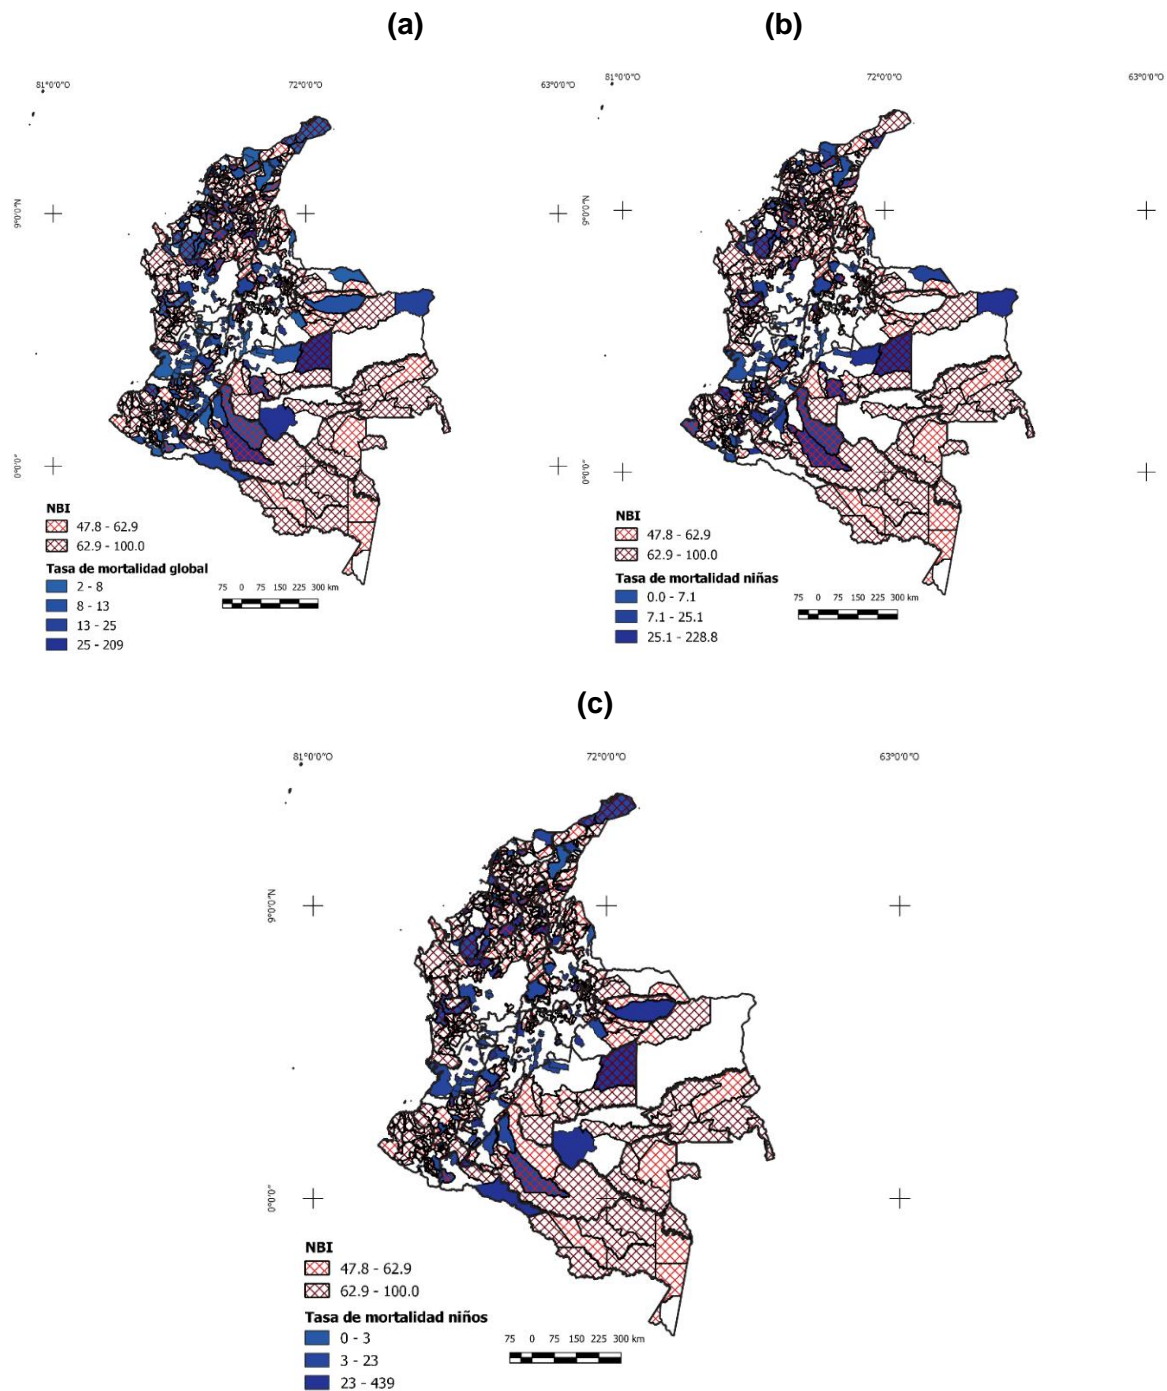 (a)
(b)
81°0'0"O
72°0'0"O
63°0'0"O
81°0'0"O
72°0'0"O
63°0'0"O
9°0'0"N
9°0'0"N
0°0'0"
0°0'0"
NBI
47.8 - 62.9
62.9 - 100.0
Tasa de mortalidad global
2 - 8
8 - 13
13 - 25
25 - 209
75 0 75 150 225 300 km
NBI
47.8 - 62.9
62.9 - 100.0
Tasa de mortalidad niñas
0.0 - 7.1
7.1 - 25.1
25.1 - 228.8
75 0 75 150 225 300 km
(c)
81°0'0"O
72°0'0"O
63°0'0"O
9°0'0"N
0°0'0"
NBI
47.8 - 62.9
62.9 - 100.0
Tasa de mortalidad niños
0 - 3
3 - 23
23 - 439
75 0 75 150 225 300 km